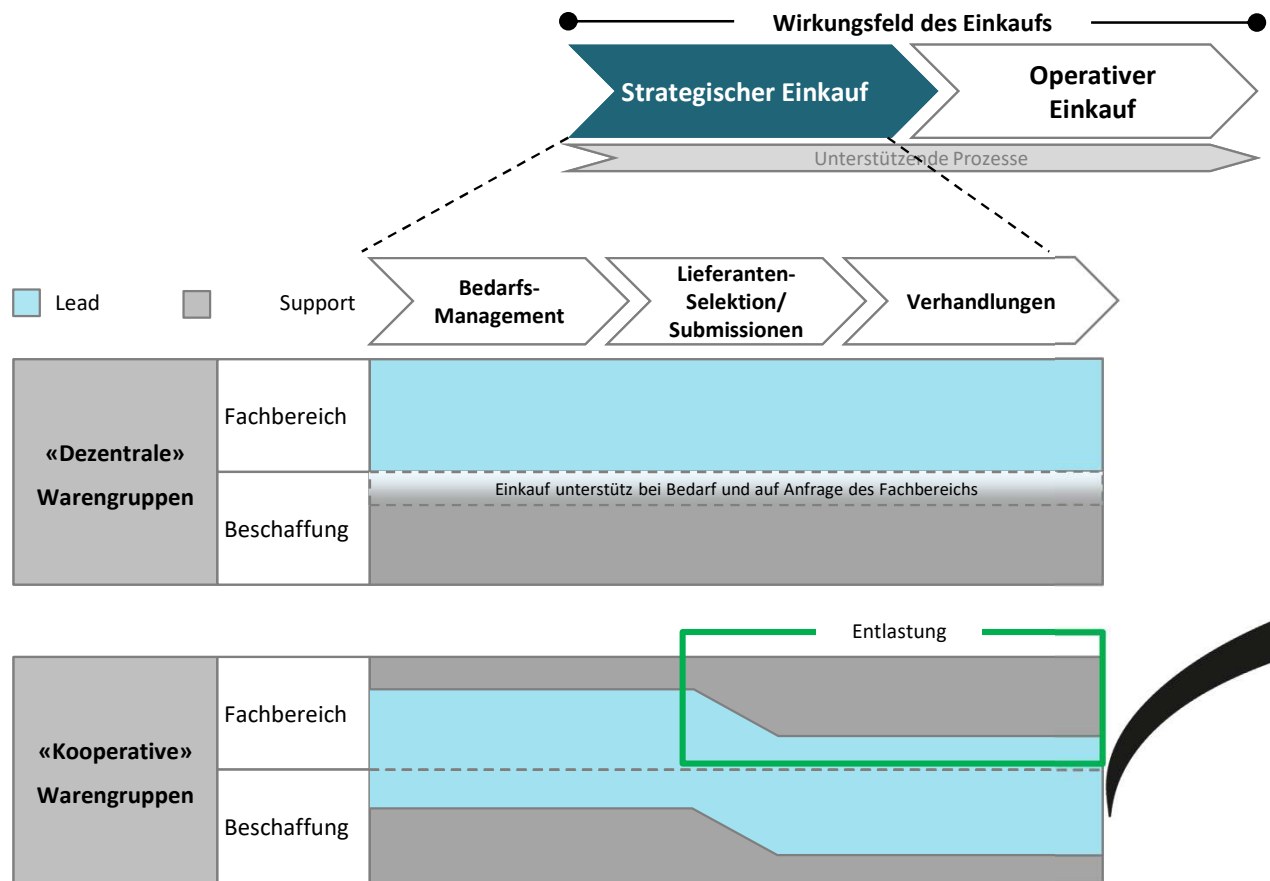 Wirkungsfeld des Einkaufs
Strategischer Einkauf
Operativer
Einkauf
Unterstützende Prozesse
Lead
Support
Bedarfs-
Management
Lieferanten-
Selektion/
Submissionen
Verhandlungen
«Dezentrale»
Warengruppen
Fachbereich
Einkauf unterstütz bei Bedarf und auf Anfrage des Fachbereichs
Beschaffung
Entlastung
«Kooperative»
Warengruppen
Fachbereich
Beschaffung